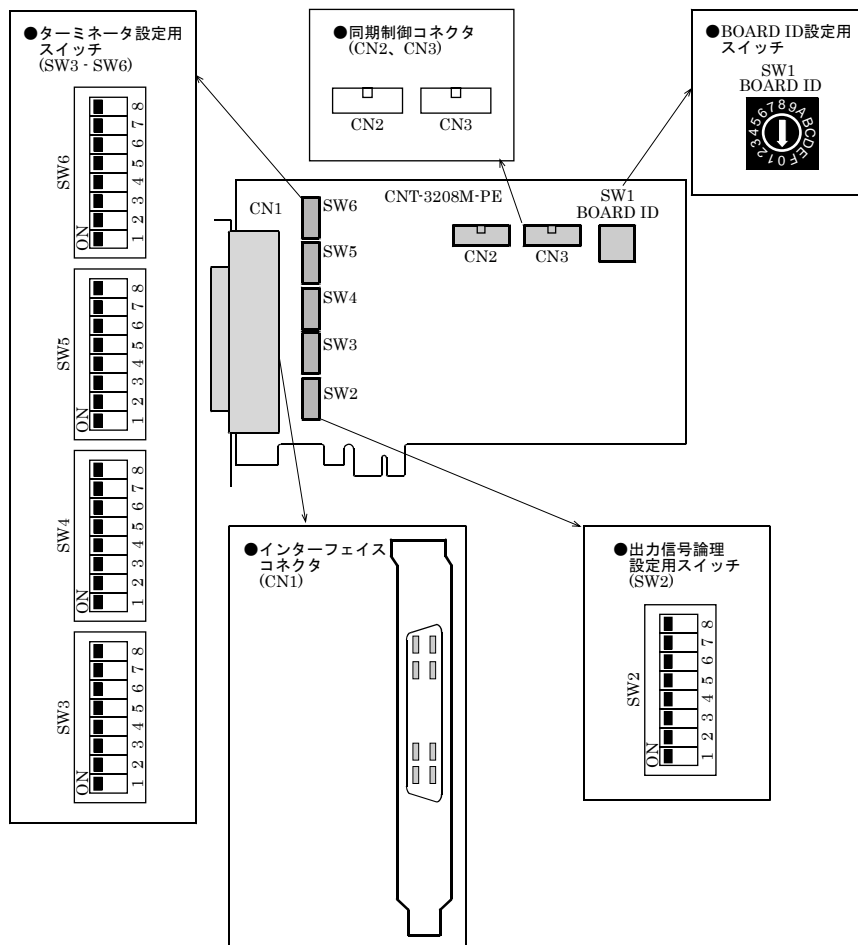 ●ターミネータ設定用
スイッチ
(SW3 - SW6)
SW6
ON
1 2 3 4 5 6 7 8
SW5
ON
1 2 3 4 5 6 7 8
SW4
ON
1 2 3 4 5 6 7 8
SW3
ON
1 2 3 4 5 6 7 8
●同期制御コネクタ
(CN2、CN3)
CN2
CN3
●BOARD ID設定用
スイッチ
SW1
BOARD ID
0123456789ABCDEF
CN1
CNT-3208M-PE
SW6
SW5
SW4
SW3
SW2
CN2
CN3
SW1
BOARD ID
●インターフェイス
コネクタ
(CN1)
●出力信号論理
設定用スイッチ
(SW2)
SW2
ON
1 2 3 4 5 6 7 8